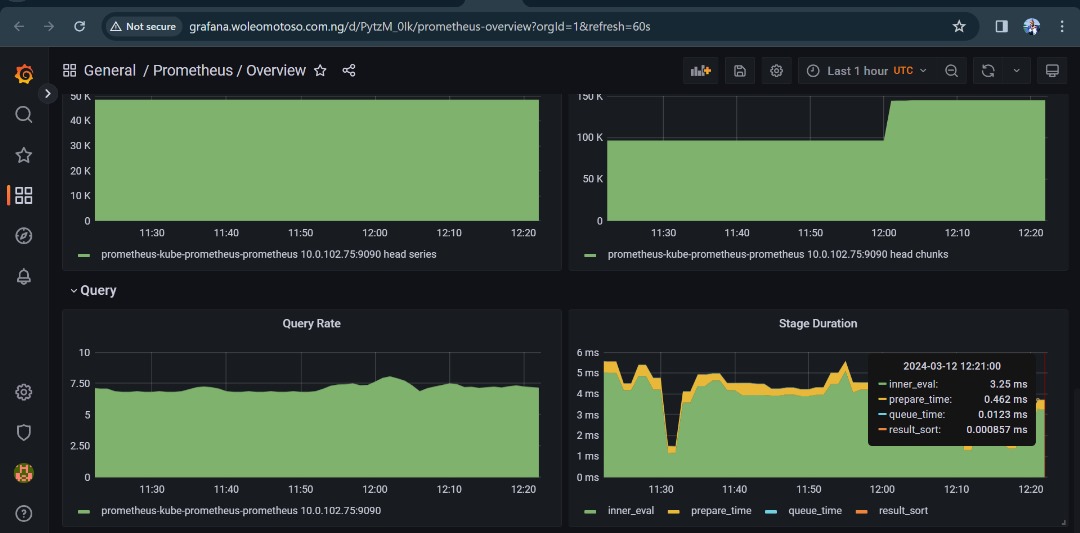 Not secure grafana.woleomotoso.com.ng/d/PytzM_0lk/prometheus-overview?orgId=1&refresh=60s
General / Prometheus / Overview
Last 1 hour UTC
50 K
40 K
30 K
20 K
10 K
0
11:30 11:40 11:50 12:00 12:10 12:20
prometheus-kube-prometheus-prometheus 10.0.102.75:9090 head series
150 K
100 K
50 K
0
11:30 11:40 11:50 12:00 12:10 12:20
prometheus-kube-prometheus-prometheus 10.0.102.75:9090 head chunks
Query
Query Rate
10
7.50
5
2.50
0
11:30 11:40 11:50 12:00 12:10 12:20
prometheus-kube-prometheus-prometheus 10.0.102.75:9090
Stage Duration
6 ms
5 ms
4 ms
3 ms
2 ms
1 ms
0 ms
2024-03-12 12:21:00
inner_eval: 3.25 ms
prepare_time: 0.462 ms
queue_time: 0.0123 ms
result_sort: 0.000857 ms
11:30 11:40 11:50 12:00 12:10 12:20
inner_eval prepare_time queue_time result_sort